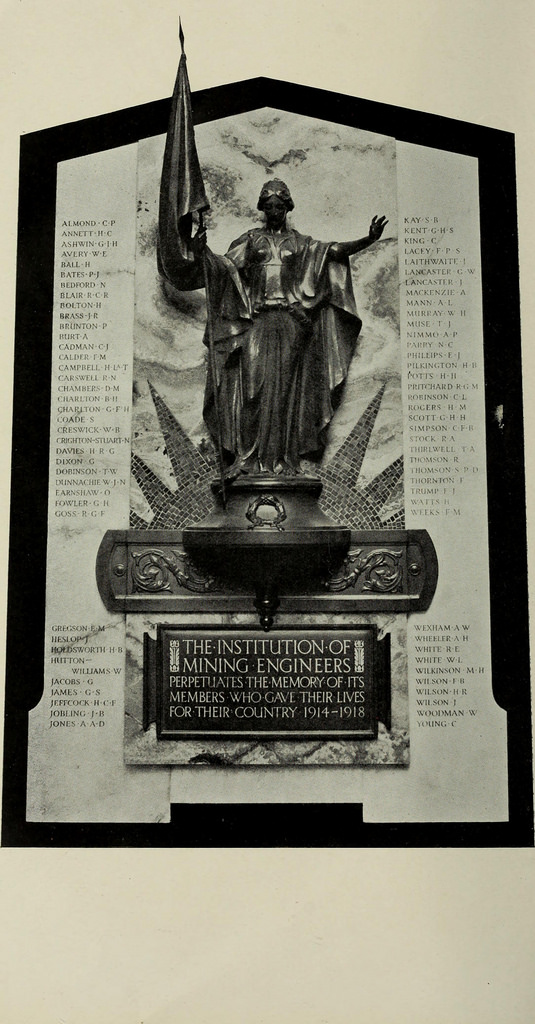 ALMOND·C·P
ANNETT·H·C
ASHWIN·G·J·H
AVERY·W·E
BALL·H
BATES·P·J
BEDFORD·N
BLAIR·R·C·R
BOLTON·H
BRASS·J·R
BRUNTON·P
BURT·A
CADMAN·C·J
CALDER·F·M
CAMPBELL·H·LA·T
CARSWELL·R·N
CHAMBERS·D·M
CHARLTON·B·H
CHARLTON·G·F·H
COADE·S
CRESWICK·W·B
CRIGHTON-STUART·N
DAVIES·H·R·G
DIXON·G
DOBINSON·T·W
DUNNACHIE·W·J·N
EARNSHAW·O
FOWLER·G·H
GOSS·R·G·F
GREGSON·E·M
HESLOP·J
HOLDSWORTH·H·B
HUTTON—
WILLIAMS·W
JACOBS·G
JAMES·G·S
JEFFCOCK·H·C·F
JOBLING·J·B
JONES·A·A·D
KAY·S·B
KENT·G·H·S
KING·C
LACEY·F·P·S
LAITHWAITE·J
LANCASTER·G·W
LANCASTER·J
MACKENZIE·A
MANN·A·L
MURRAY·W·H
MUSE·T·J
NIMMO·A·P
PARRY·N·C
PHILLIPS·E·J
PILKINGTON·H·B
POTTS·H·H
PRITCHARD·R·G·M
ROBINSON·C·L
ROGERS·H·M
SCOTT·G·H·H
SIMPSON·C·F·B
STOCK·R·A
THIRLWELL·T·A
THOMSON·R
THOMSON·S·P·D
THORNTON·F
TRUMP·F·J
WATTS·H
WEEKS·F·M
WEXHAM·A·W
WHEELER·A·H
WHITE·R·E
WHITE·W·L
WILKINSON·M·H
WILSON·F·B
WILSON·H·R
WILSON·J
WOODMAN·W
YOUNG·C
THE·INSTITUTION·OF
MINING·ENGINEERS
PERPETUATES·THE·MEMORY·OF·ITS
MEMBERS·WHO·GAVE·THEIR·LIVES
FOR·THEIR·COUNTRY·1914-1918